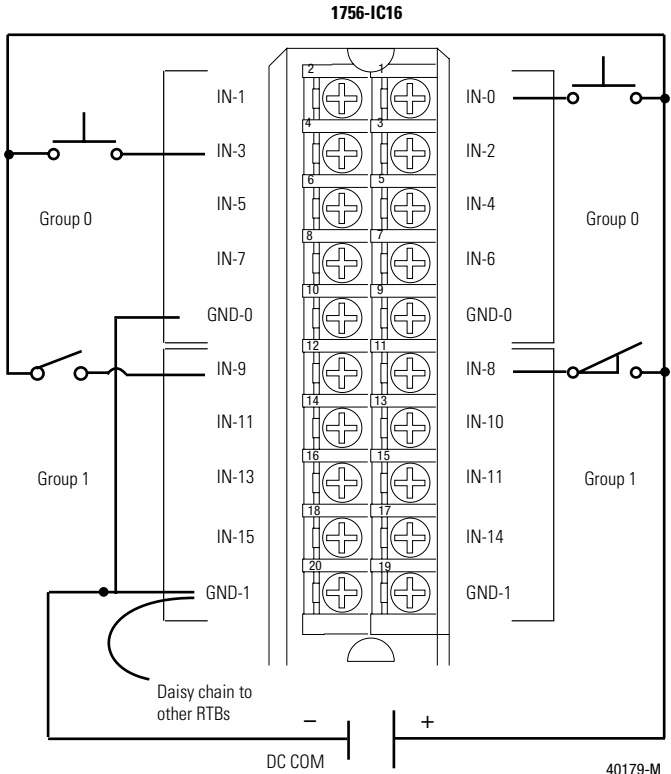 1756-IC16
2 1
IN-1 IN-0
4 3
IN-3 IN-2
6 5
IN-5 IN-4
Group 0 Group 0
8 7
IN-7 IN-6
10 9
GND-0 GND-0
12 11
IN-9 IN-8
14 13
IN-11 IN-10
16 15
Group 1 IN-13 IN-11 Group 1
18 17
IN-15 IN-14
20 19
GND-1 GND-1
Daisy chain to
other RTBs
– +
DC COM
40179-M